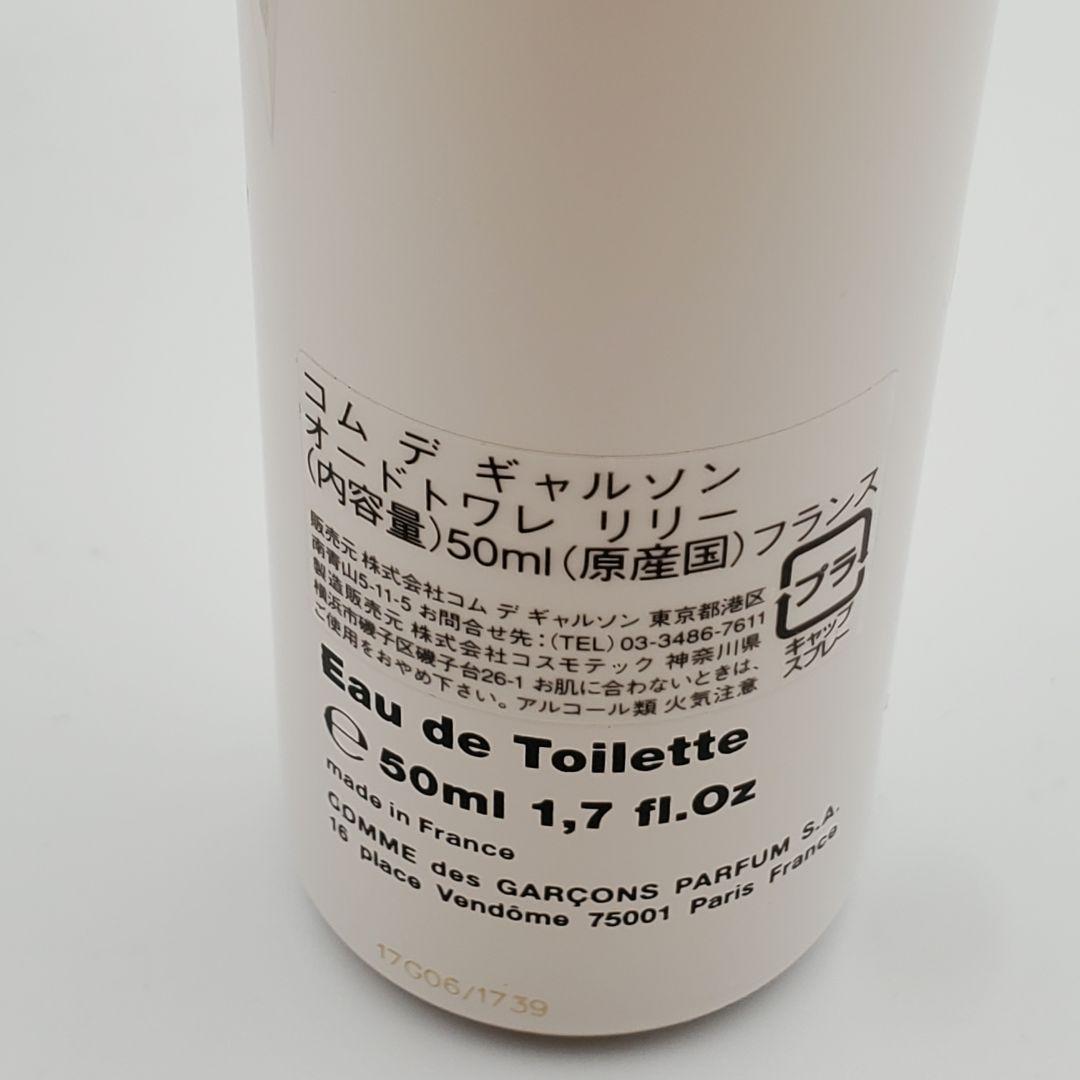 コム デ ギャルソン
オードトワレ リリー
(内容量)50ml(原産国)フランス
販売元 株式会社コム デ ギャルソン 東京都港区
南青山5-11-5 お問合せ先:(TEL)03-3486-7611
製造販売元 株式会社コスモテック 神奈川県
横浜市磯子区磯子台26-1 お肌に合わないときは、
ご使用をおやめ下さい。アルコール類 火気注意
プラ
キャップ
スプレー
Eau de Toilette
℮ 50ml 1,7 fl.Oz
made in France
COMME des GARÇONS PARFUM S.A.
16 place Vendôme 75001 Paris France
17G06/1739